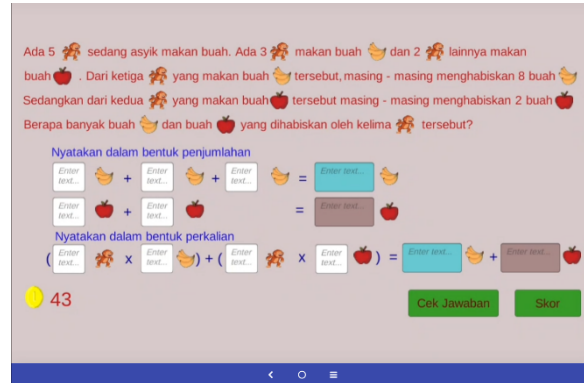 Ada 5 sedang asyik makan buah. Ada 3 makan buah dan 2 lainnya makan
buah . Dari ketiga yang makan buah tersebut, masing - masing menghabiskan 8 buah
Sedangkan dari kedua yang makan buah tersebut masing - masing menghabiskan 2 buah
Berapa banyak buah dan buah yang dihabiskan oleh kelima tersebut?
Nyatakan dalam bentuk penjumlahan
Enter text... + Enter text... + Enter text... = Enter text...
Enter text... + Enter text... = Enter text...
Nyatakan dalam bentuk perkalian
( Enter text... x Enter text... ) + ( Enter text... x Enter text... ) = Enter text... + Enter text...
43
Cek Jawaban
Skor